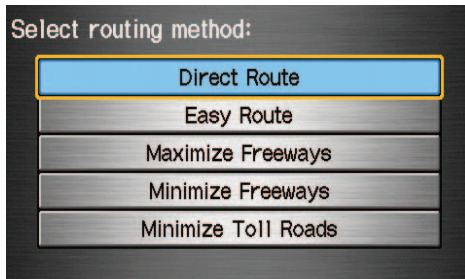 Select routing method:
Direct Route
Easy Route
Maximize Freeways
Minimize Freeways
Minimize Toll Roads